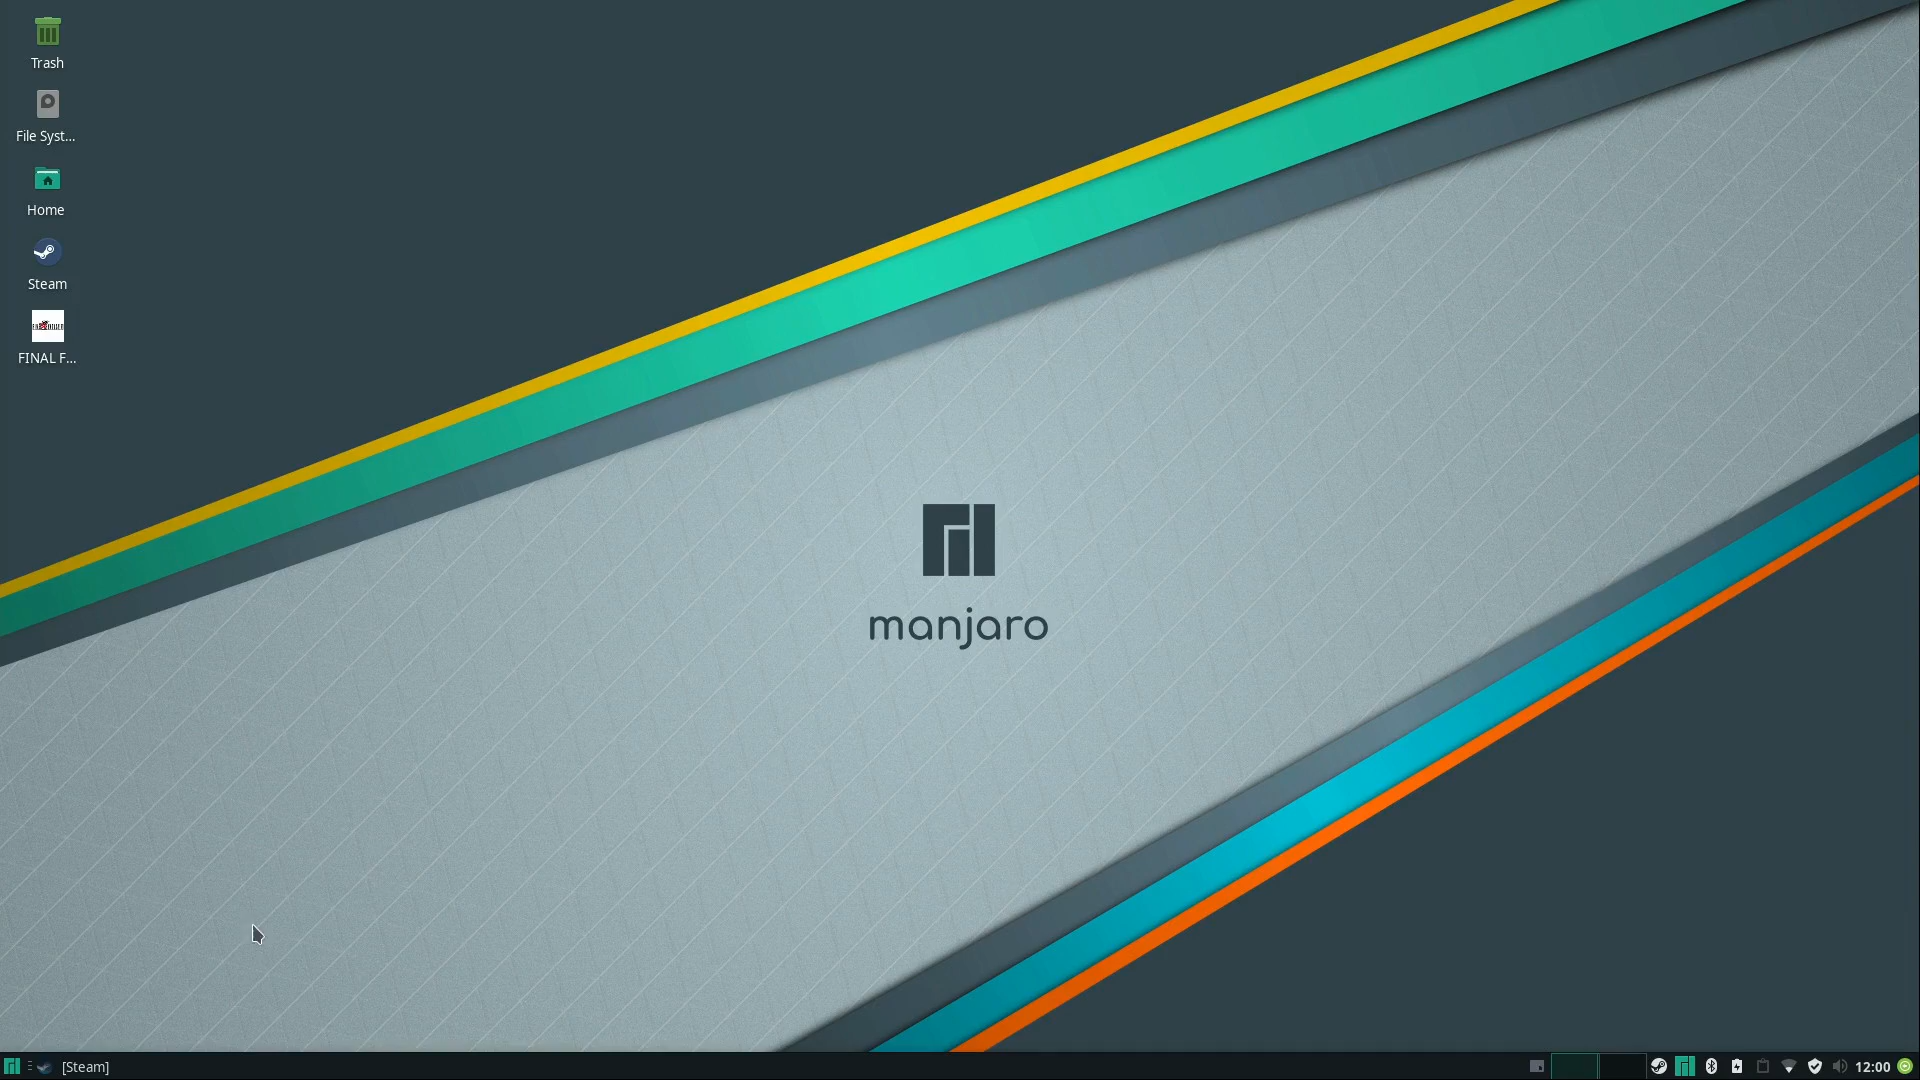 Trash
File Syst...
Home
Steam
FINAL F...
manjaro
[Steam]
12:00